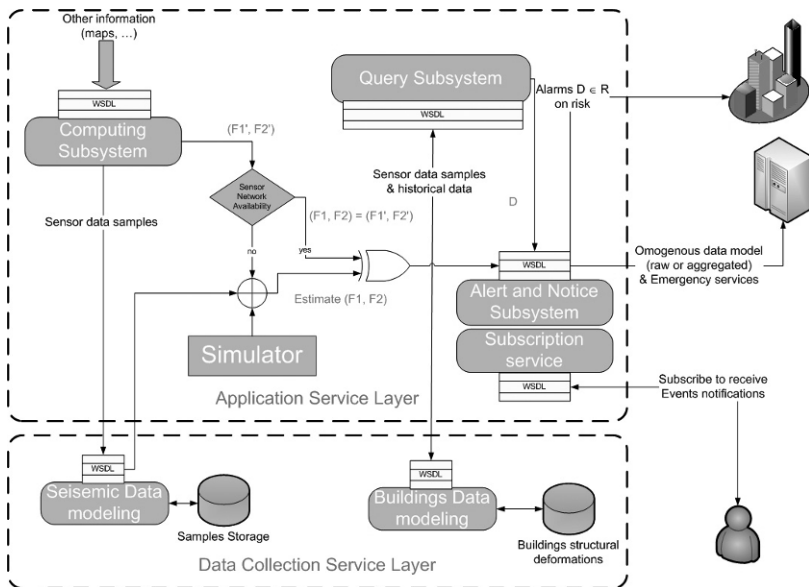 Other information
(maps, ...)
WSDL
Computing
Subsystem
(F1', F2')
Sensor
Network
Availability
(F1, F2) = (F1', F2')
no
yes
Estimate (F1, F2)
Simulator
Sensor data samples
Application Service Layer
Query Subsystem
WSDL
Sensor data samples
& historical data
D
Alarms D ∈ R
on risk
WSDL
Alert and Notice
Subsystem
Subscription
service
WSDL
Omogenous data model
(raw or aggregated)
& Emergency services
Subscribe to receive
Events notifications
WSDL
Seisemic Data
modeling
Samples Storage
WSDL
Buildings Data
modeling
Buildings structural
deformations
Data Collection Service Layer